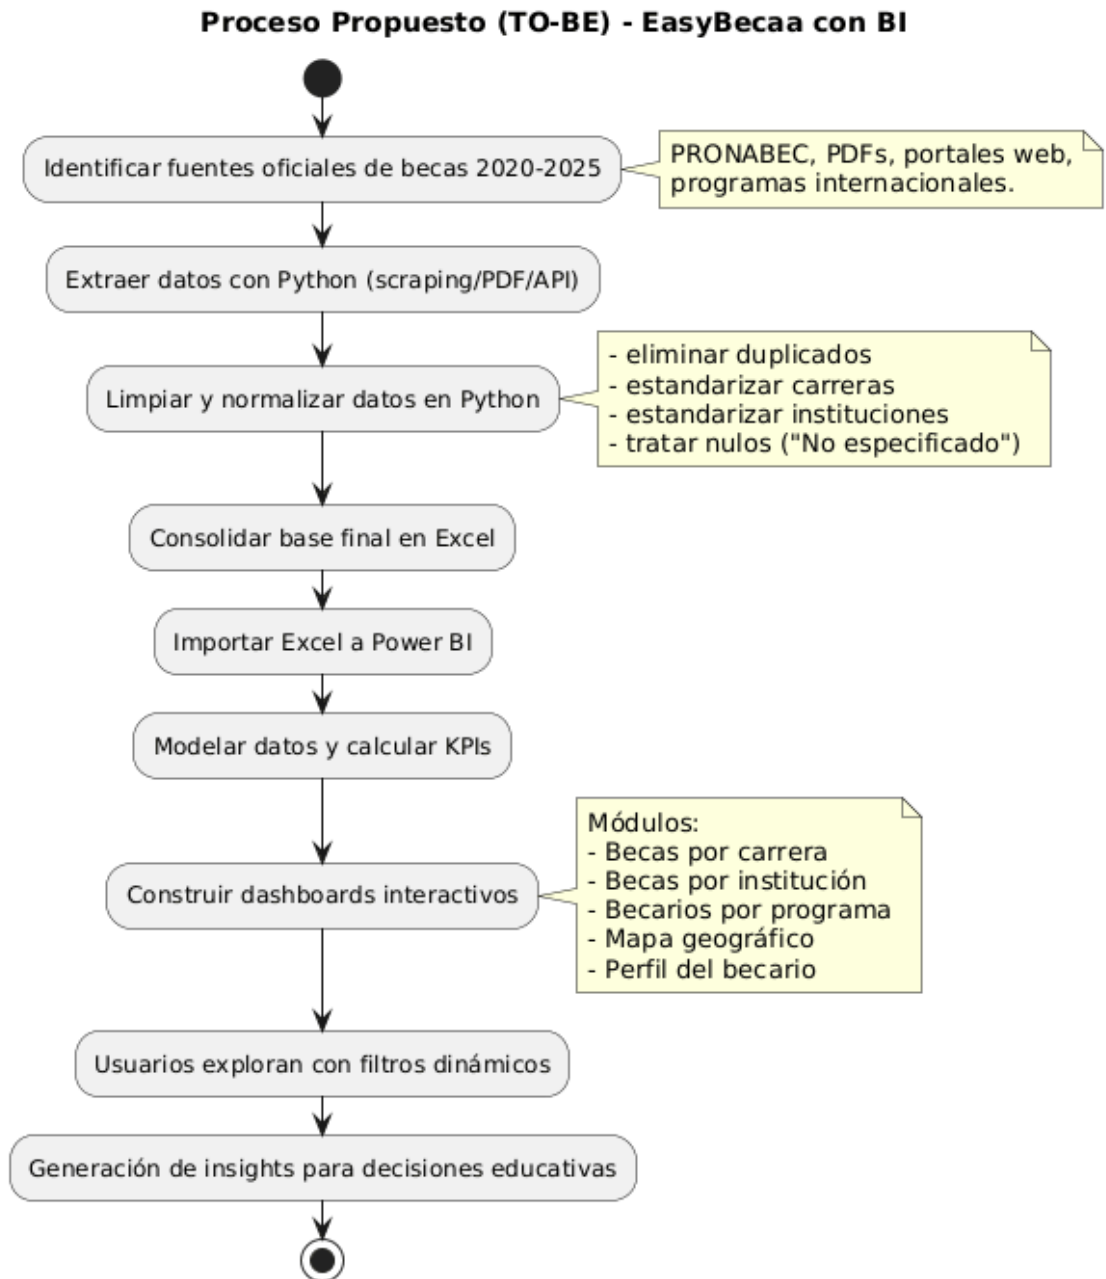 Proceso Propuesto (TO-BE) - EasyBecaa con BI
Identificar fuentes oficiales de becas 2020-2025
PRONABEC, PDFs, portales web,
programas internacionales.
Extraer datos con Python (scraping/PDF/API)
Limpiar y normalizar datos en Python
- eliminar duplicados
- estandarizar carreras
- estandarizar instituciones
- tratar nulos ("No especificado")
Consolidar base final en Excel
Importar Excel a Power BI
Modelar datos y calcular KPIs
Construir dashboards interactivos
Módulos:
- Becas por carrera
- Becas por institución
- Becarios por programa
- Mapa geográfico
- Perfil del becario
Usuarios exploran con filtros dinámicos
Generación de insights para decisiones educativas